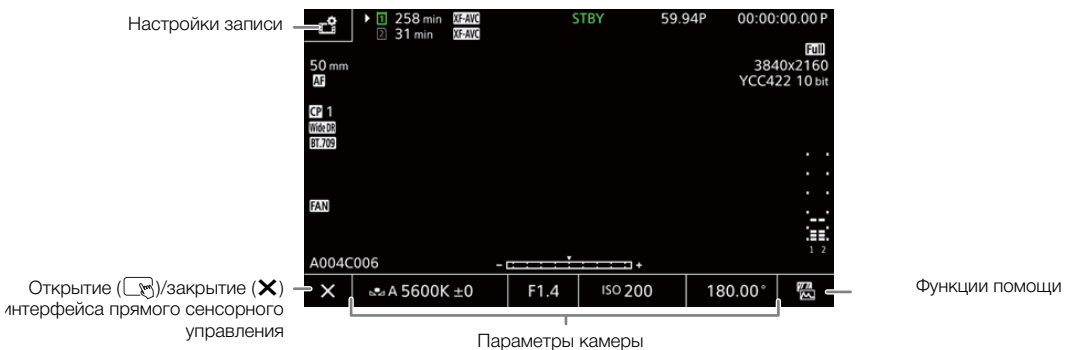 Настройки записи
1 258 min XF-AVC STBY 59.94P 00:00:00.00 P
2 31 min XF-AVC
Full
50 mm 3840x2160
AF YCC422 10 bit
CP 1
Wide DR
BT.709
FAN
1 2
A004C006 - +
Открытие ( )/закрытие (X) X A 5600K ±0 F1.4 ISO 200 180.00° Функции помощи
интерфейса прямого сенсорного
управления
Параметры камеры